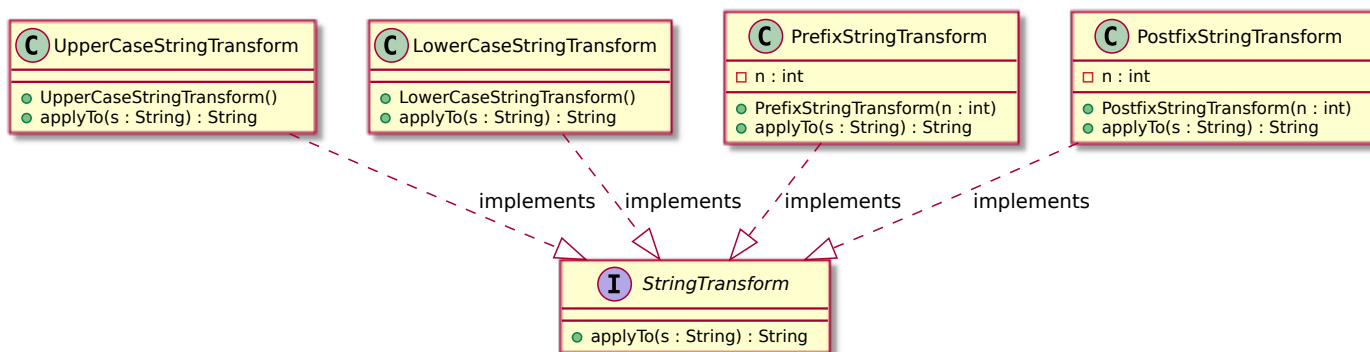 C UpperCaseStringTransform
UpperCaseStringTransform()
applyTo(s : String) : String
C LowerCaseStringTransform
LowerCaseStringTransform()
applyTo(s : String) : String
C PrefixStringTransform
n : int
PrefixStringTransform(n : int)
applyTo(s : String) : String
C PostfixStringTransform
n : int
PostfixStringTransform(n : int)
applyTo(s : String) : String
implements
implements
implements
implements
I StringTransform
applyTo(s : String) : String